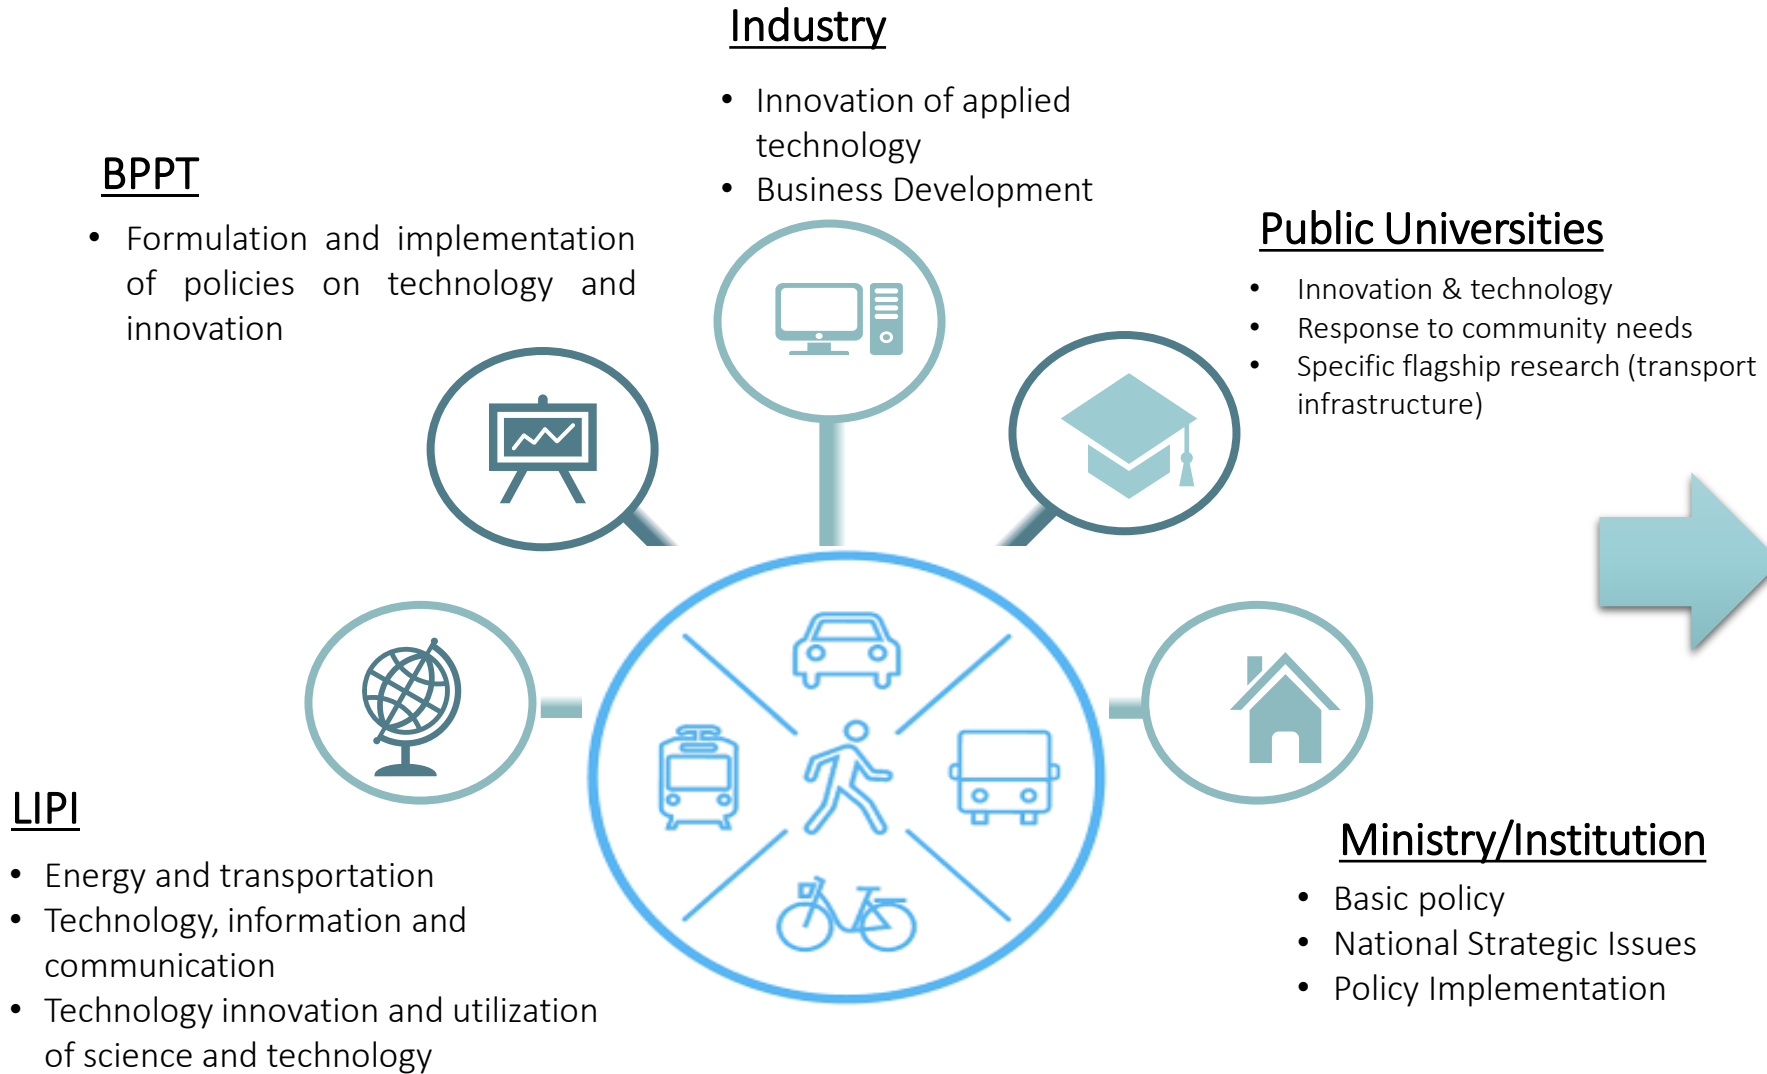 Industry
• Innovation of applied
technology
• Business Development
BPPT
• Formulation and implementation
of policies on technology and
innovation
Public Universities
• Innovation & technology
• Response to community needs
• Specific flagship research (transport
infrastructure)
LIPI
• Energy and transportation
• Technology, information and
communication
• Technology innovation and utilization
of science and technology
Ministry/Institution
• Basic policy
• National Strategic Issues
• Policy Implementation